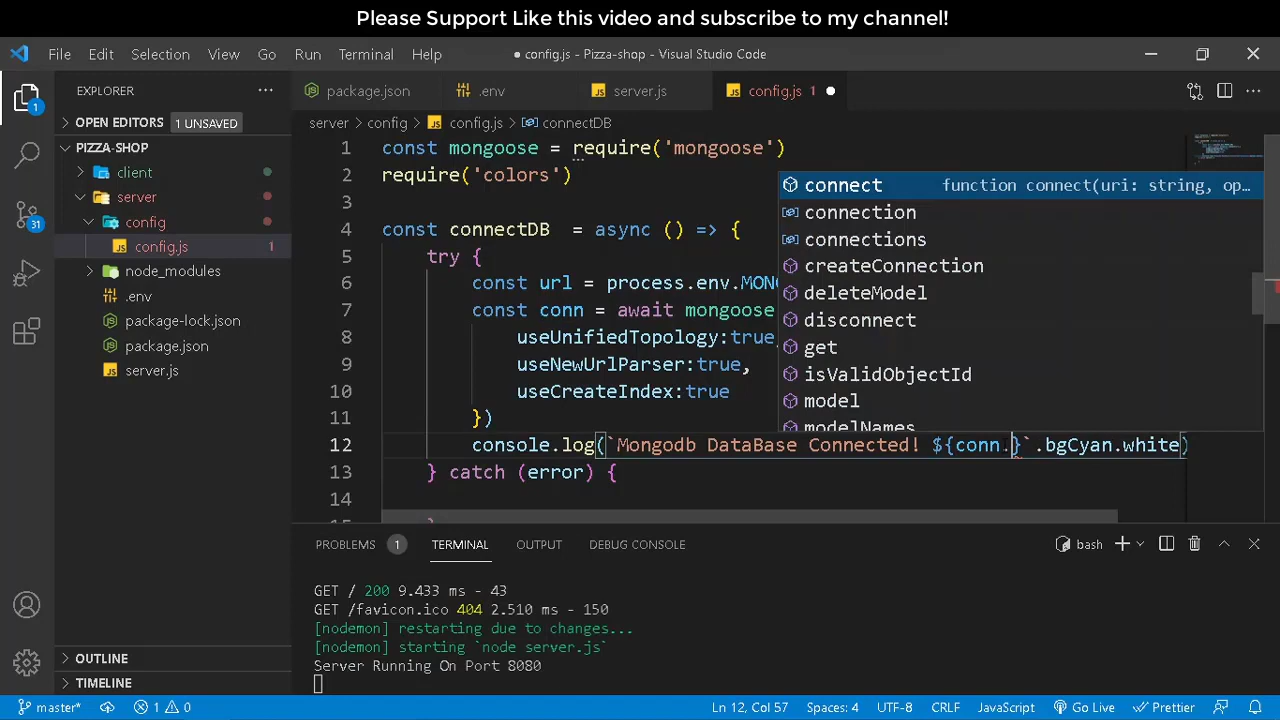 Please Support Like this video and subscribe to my channel!
File Edit Selection View Go Run Terminal Help ● config.js - Pizza-shop - Visual Studio Code
EXPLORER
package.json .env server.js config.js 1 ●
OPEN EDITORS 1 UNSAVED
server > config > config.js > connectDB
PIZZA-SHOP
client
server
config
config.js 1
node_modules
.env
package-lock.json
package.json
server.js
OUTLINE
TIMELINE
1 const mongoose = require('mongoose')
2 require('colors')
3
4 const connectDB = async () => {
5 try {
6 const url = process.env.MONG
7 const conn = await mongoose
8 useUnifiedTopology:true,
9 useNewUrlParser:true,
10 useCreateIndex:true
11 })
12 console.log(`Mongodb DataBase Connected! ${conn.}`.bgCyan.white)
13 } catch (error) {
14
15 }
connect function connect(uri: string, op...
connection
connections
createConnection
deleteModel
disconnect
get
isValidObjectId
model
modelNames
PROBLEMS 1 TERMINAL OUTPUT DEBUG CONSOLE bash
GET / 200 9.433 ms - 43
GET /favicon.ico 404 2.510 ms - 150
[nodemon] restarting due to changes...
[nodemon] starting `node server.js`
Server Running On Port 8080
1
31
master* 1 0 Ln 12, Col 57 Spaces: 4 UTF-8 CRLF JavaScript Go Live Prettier